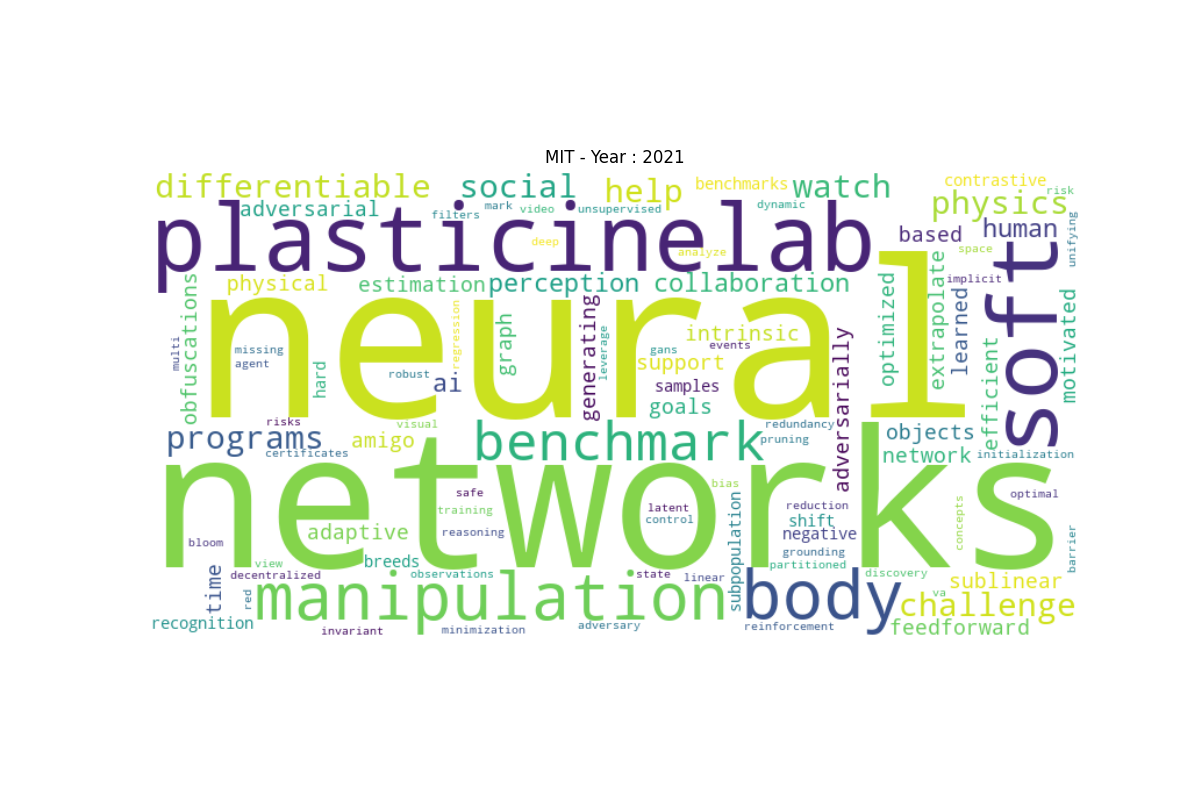 MIT - Year : 2021
differentiable social help benchmarks watch contrastive
risk
adversarial filters mark video unsupervised dynamic physics
plasticinelab deep analyze based human unifying
space soft
physical estimation perception collaboration implicit
obfuscations neural optimized extrapolate learned motivated
multi missing agent hard regression graph generating leverage intrinsic
gans events support
robust ai samples adversarially efficient
goals
risks visual redundancy
programs certificates amigo benchmark pruning objects
network initialization
networks
bias
safe latent reduction optimal
training control subpopulation shift concepts
adaptive reasoning negative
bloom grounding barrier
view breeds partitioned
time decentralized observations state linear discovery sublinear
red manipulation body va challenge
recognition invariant minimization adversary reinforcement feedforward